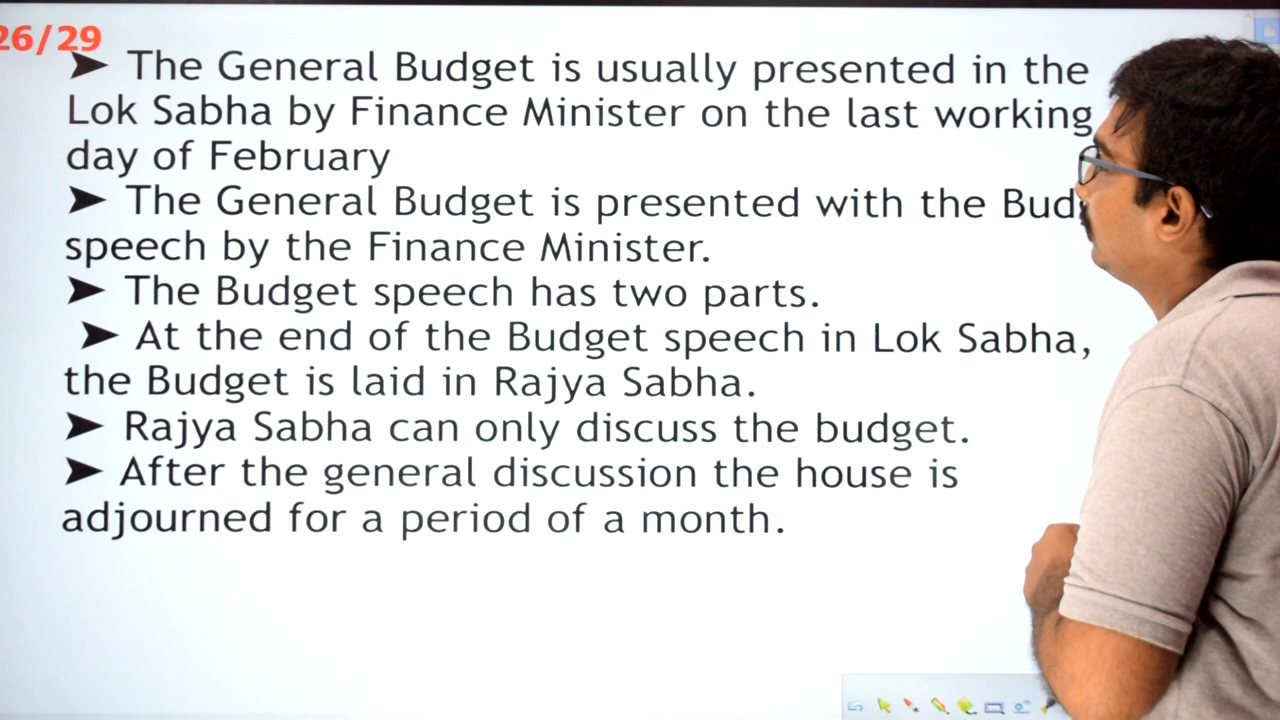 26/29
➤ The General Budget is usually presented in the
Lok Sabha by Finance Minister on the last working
day of February
➤ The General Budget is presented with the
speech by the Finance Minister.
➤ The Budget speech has two parts.
➤ At the end of the Budget speech in Lok Sabha,
the Budget is laid in Rajya Sabha.
➤ Rajya Sabha can only discuss the budget.
➤ After the general discussion the house is
adjourned for a period of a month.